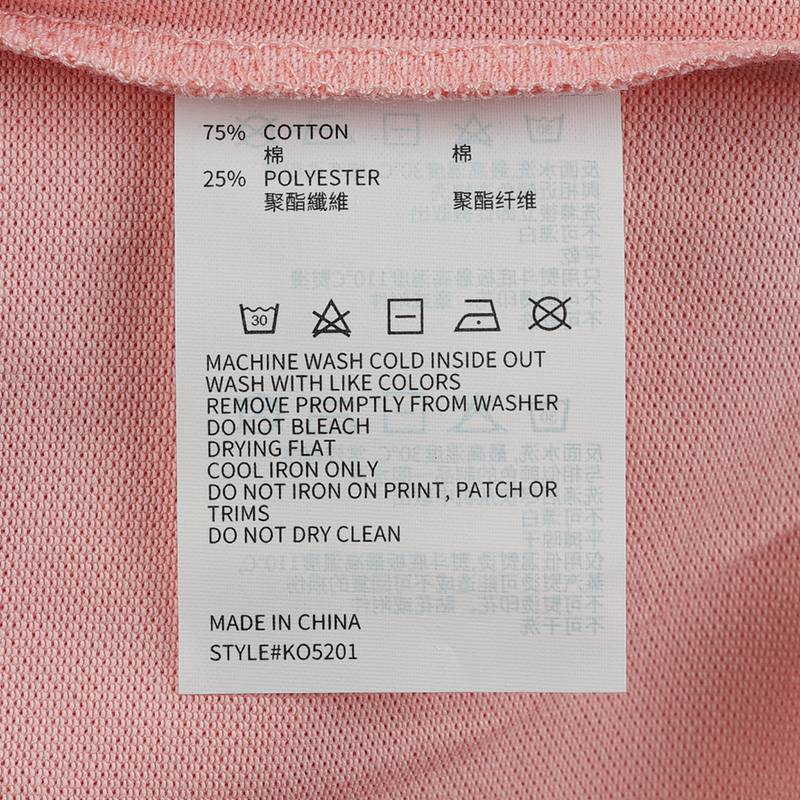 75% COTTON
棉 棉
25% POLYESTER
聚酯纖維 聚酯纤维
30
MACHINE WASH COLD INSIDE OUT
WASH WITH LIKE COLORS
REMOVE PROMPTLY FROM WASHER
DO NOT BLEACH
DRYING FLAT
COOL IRON ONLY
DO NOT IRON ON PRINT, PATCH OR
TRIMS
DO NOT DRY CLEAN
MADE IN CHINA
STYLE#KO5201